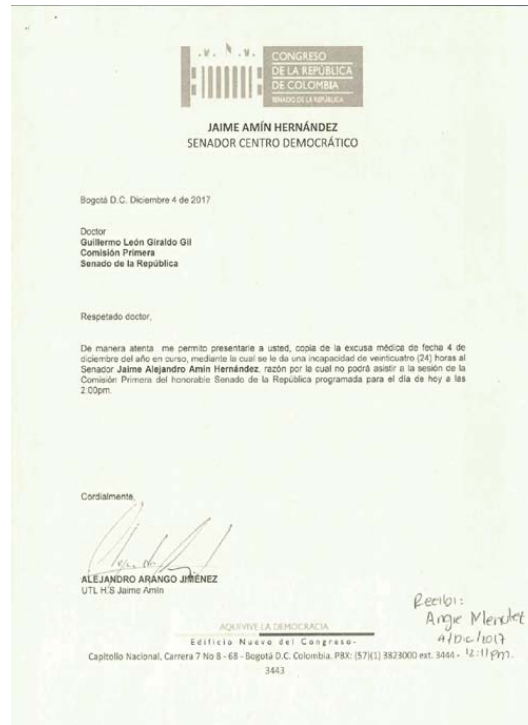 CONGRESO
DE LA REPÚBLICA
DE COLOMBIA
SENADO DE LA REPÚBLICA
JAIME AMÍN HERNÁNDEZ
SENADOR CENTRO DEMOCRÁTICO
Bogotá D.C. Diciembre 4 de 2017
Doctor
Guillermo León Giraldo Gil
Comisión Primera
Senado de la República
Respetado doctor,
De manera atenta me permito presentarle a usted, copia de la excusa médica de fecha 4 de
diciembre del año en curso, mediante la cual se le da una incapacidad de veinticuatro (24) horas al
Senador Jaime Alejandro Amín Hernández, razón por la cual no podrá asistir a la sesión de la
Comisión Primera del honorable Senado de la República programada para el día de hoy a las
2:00pm.
Cordialmente,
ALEJANDRO ARANGO JIMÉNEZ
UTL H.S Jaime Amín
Recibi:
Angie Mendez
4/Dic/2017
12:11 pm.
AQUÍVIVE LA DEMOCRACIA
Edificio Nuevo del Congreso-
Capitolio Nacional, Carrera 7 No 8 - 68 - Bogotá D.C. Colombia. PBX: (57)(1) 3823000 ext. 3444 -
3443